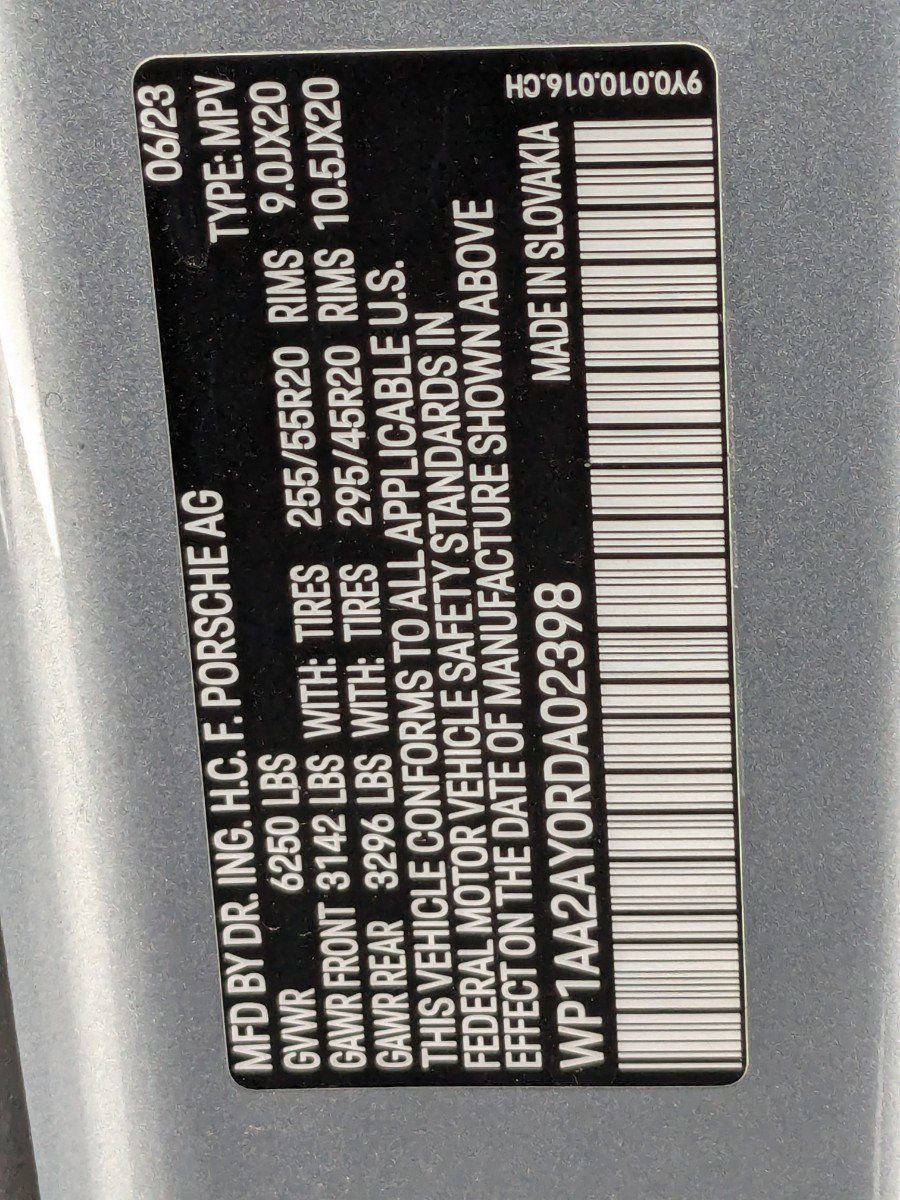 MFD BY DR. ING. H.C. F. PORSCHE AG 06/23
GVWR 6250 LBS TYPE: MPV
GAWR FRONT 3142 LBS WITH: TIRES 255/55R20 RIMS 9.0JX20
GAWR REAR 3296 LBS WITH: TIRES 295/45R20 RIMS 10.5JX20
THIS VEHICLE CONFORMS TO ALL APPLICABLE U.S.
FEDERAL MOTOR VEHICLE SAFETY STANDARDS IN
EFFECT ON THE DATE OF MANUFACTURE SHOWN ABOVE
WP1AA2AY0RDA02398 MADE IN SLOVAKIA
9Y0.010.016.CH